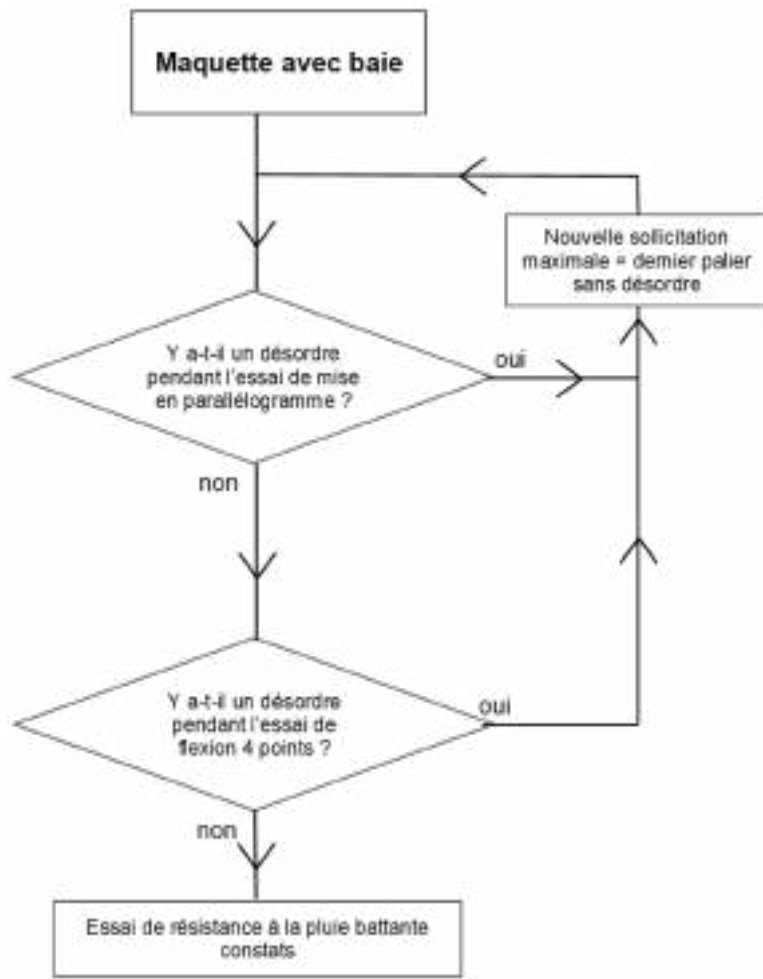 Maquette avec baie
Nouvelle sollicitation
maximale = dernier palier
sans désordre
Y a-t-il un désordre
pendant l'essai de mise
en parallélogramme ?
oui
non
Y a-t-il un désordre
pendant l'essai de
flexion 4 points ?
oui
non
Essai de résistance à la pluie battante
constats